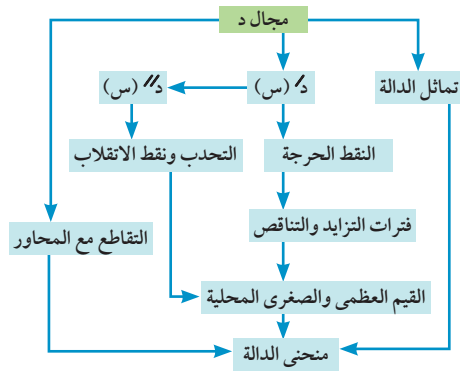 مجال د
تماثل الدالة
د′ (س)
د″ (س)
النقط الحرجة
التحدب ونقط الانقلاب
فترات التزايد والتناقص
التقاطع مع المحاور
القيم العظمى والصغرى المحلية
منحنى الدالة